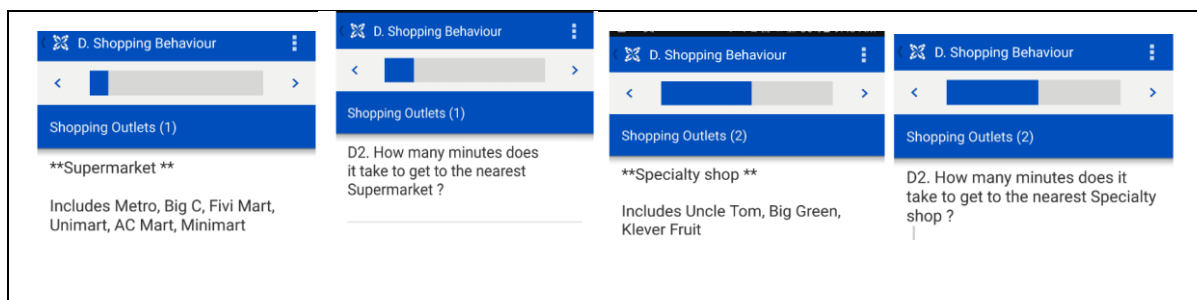 D. Shopping Behaviour
Shopping Outlets (1)
**Supermarket **
Includes Metro, Big C, Fivi Mart,
Unimart, AC Mart, Minimart
D. Shopping Behaviour
Shopping Outlets (1)
D2. How many minutes does
it take to get to the nearest
Supermarket ?
D. Shopping Behaviour
Shopping Outlets (2)
**Specialty shop **
Includes Uncle Tom, Big Green,
Klever Fruit
D. Shopping Behaviour
Shopping Outlets (2)
D2. How many minutes does it
take to get to the nearest Specialty
shop ?